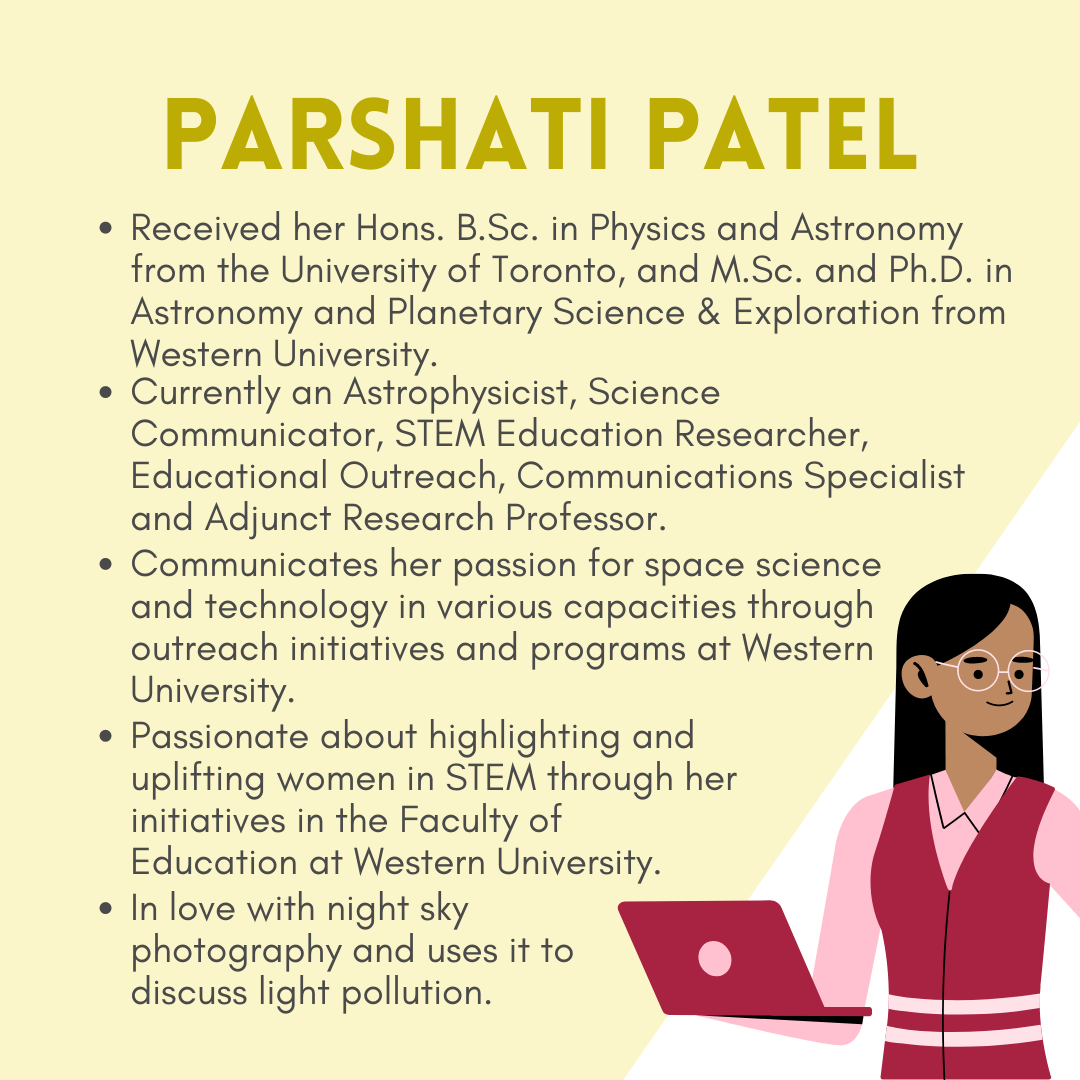 PARSHATI PATEL
• Received her Hons. B.Sc. in Physics and Astronomy
from the University of Toronto, and M.Sc. and Ph.D. in
Astronomy and Planetary Science & Exploration from
Western University.
• Currently an Astrophysicist, Science
Communicator, STEM Education Researcher,
Educational Outreach, Communications Specialist
and Adjunct Research Professor.
• Communicates her passion for space science
and technology in various capacities through
outreach initiatives and programs at Western
University.
• Passionate about highlighting and
uplifting women in STEM through her
initiatives in the Faculty of
Education at Western University.
• In love with night sky
photography and uses it to
discuss light pollution.